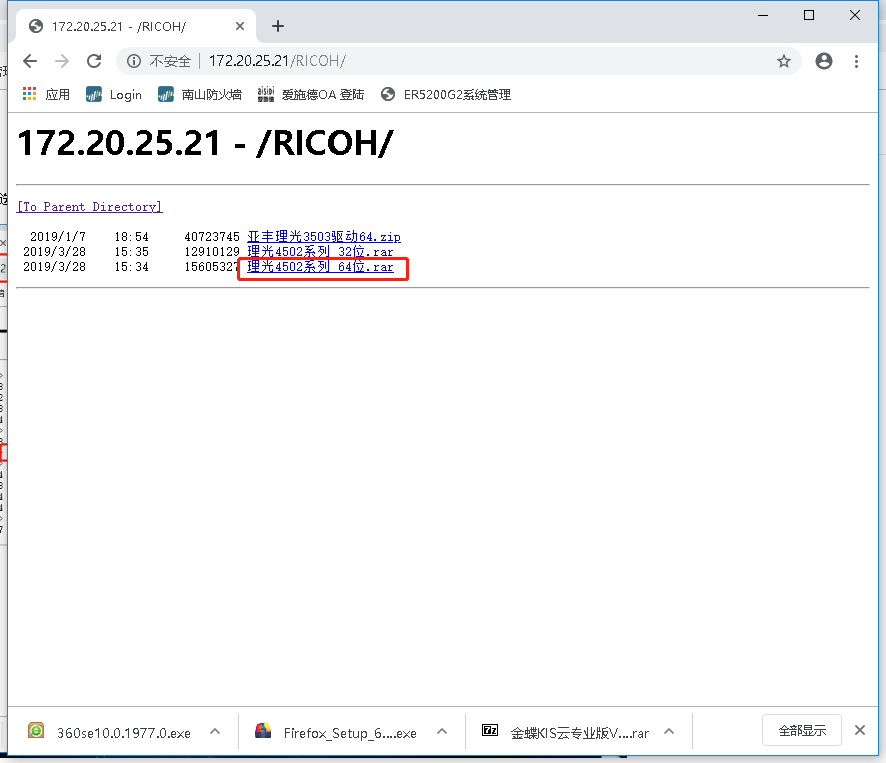 172.20.25.21 - /RICOH/
不安全 172.20.25.21/RICOH/
应用 Login 南山防火墙 爱施德OA 登陆 ER5200G2系统管理
172.20.25.21 - /RICOH/
[To Parent Directory]
2019/1/7 18:54 40723745 亚丰理光3503驱动64.zip
2019/3/28 15:35 12910129 理光4502系列 32位.rar
2019/3/28 15:34 15605327 理光4502系列 64位.rar
360se10.0.1977.0.exe Firefox_Setup_6....exe 金蝶KIS云专业版V....rar 全部显示